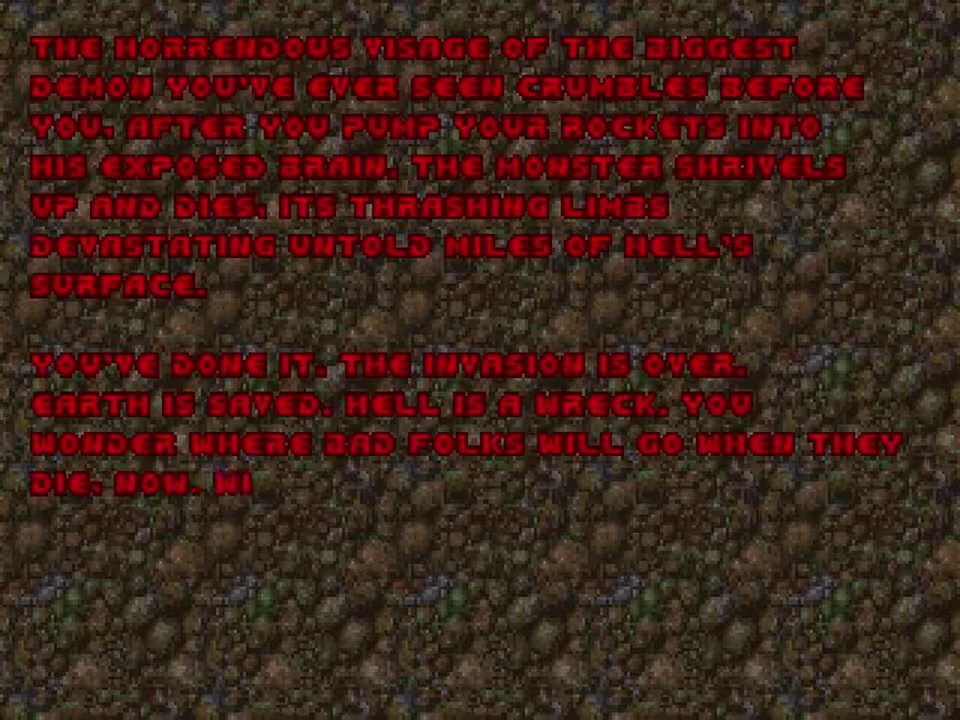 THE HORRENDOUS VISAGE OF THE BIGGEST
DEMON YOU'VE EVER SEEN CRUMBLES BEFORE
YOU, AFTER YOU PUMP YOUR ROCKETS INTO
HIS EXPOSED BRAIN. THE MONSTER SHRIVELS
UP AND DIES, ITS THRASHING LIMBS
DEVASTATING UNTOLD MILES OF HELL'S
SURFACE.
YOU'VE DONE IT. THE INVASION IS OVER.
EARTH IS SAVED. HELL IS A WRECK. YOU
WONDER WHERE BAD FOLKS WILL GO WHEN THEY
DIE, NOW. WI